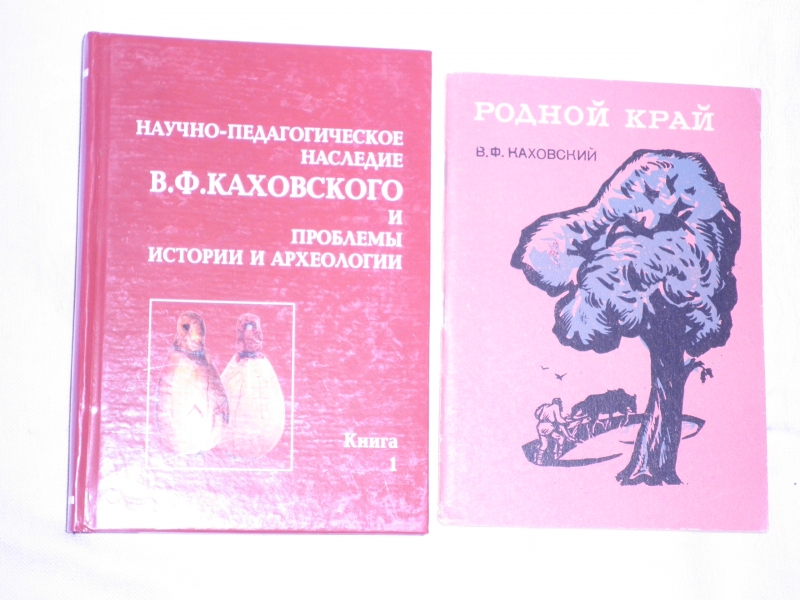 НАУЧНО-ПЕДАГОГИЧЕСКОЕ
НАСЛЕДИЕ
В.Ф.КАХОВСКОГО
И
ПРОБЛЕМЫ
ИСТОРИИ И АРХЕОЛОГИИ
Книга
1
РОДНОЙ КРАЙ
В.Ф.КАХОВСКИЙ